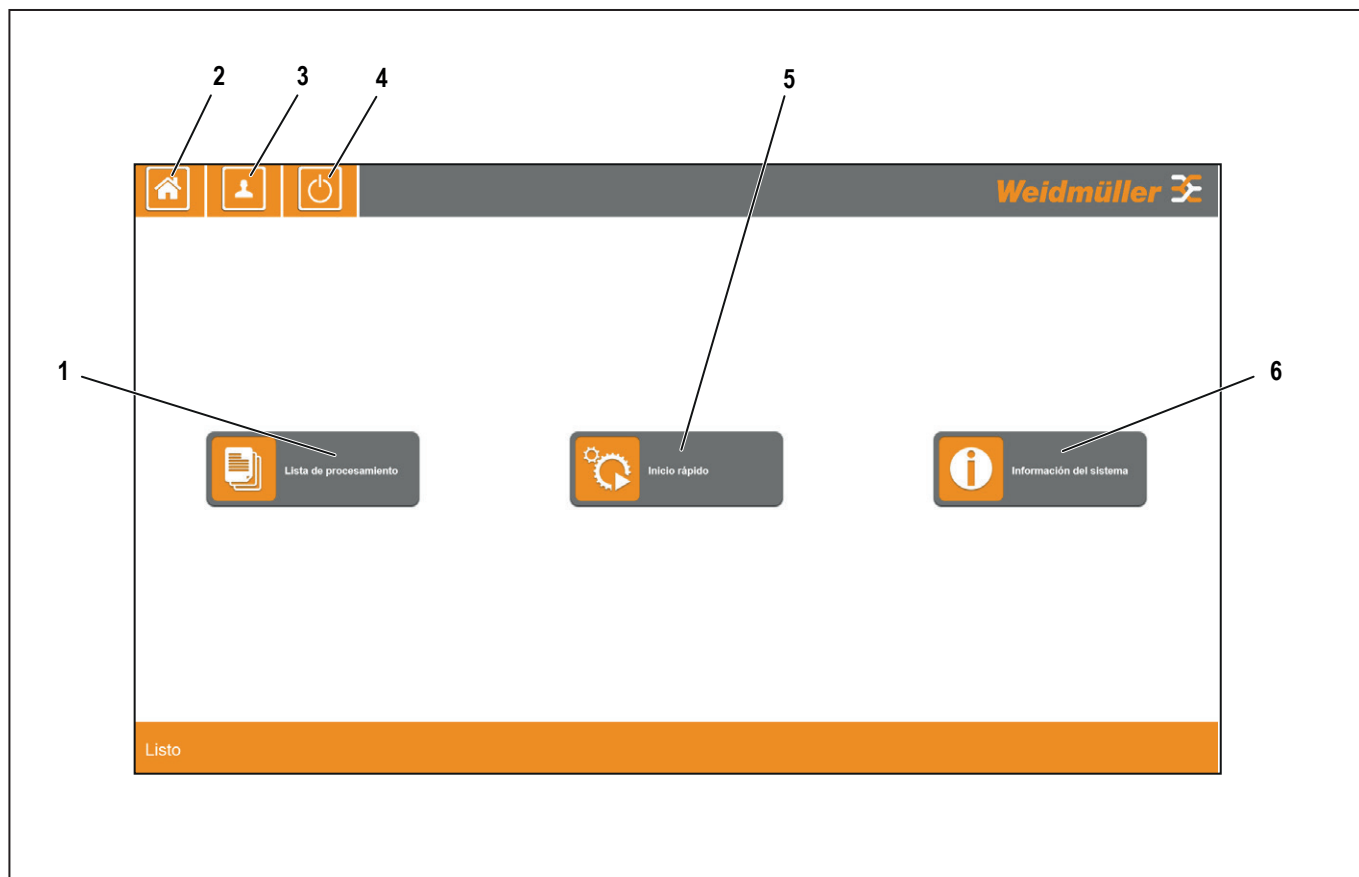 2 3 4 5
Weidmüller
1 6
Lista de procesamiento Inicio rápido Información del sistema
Listo